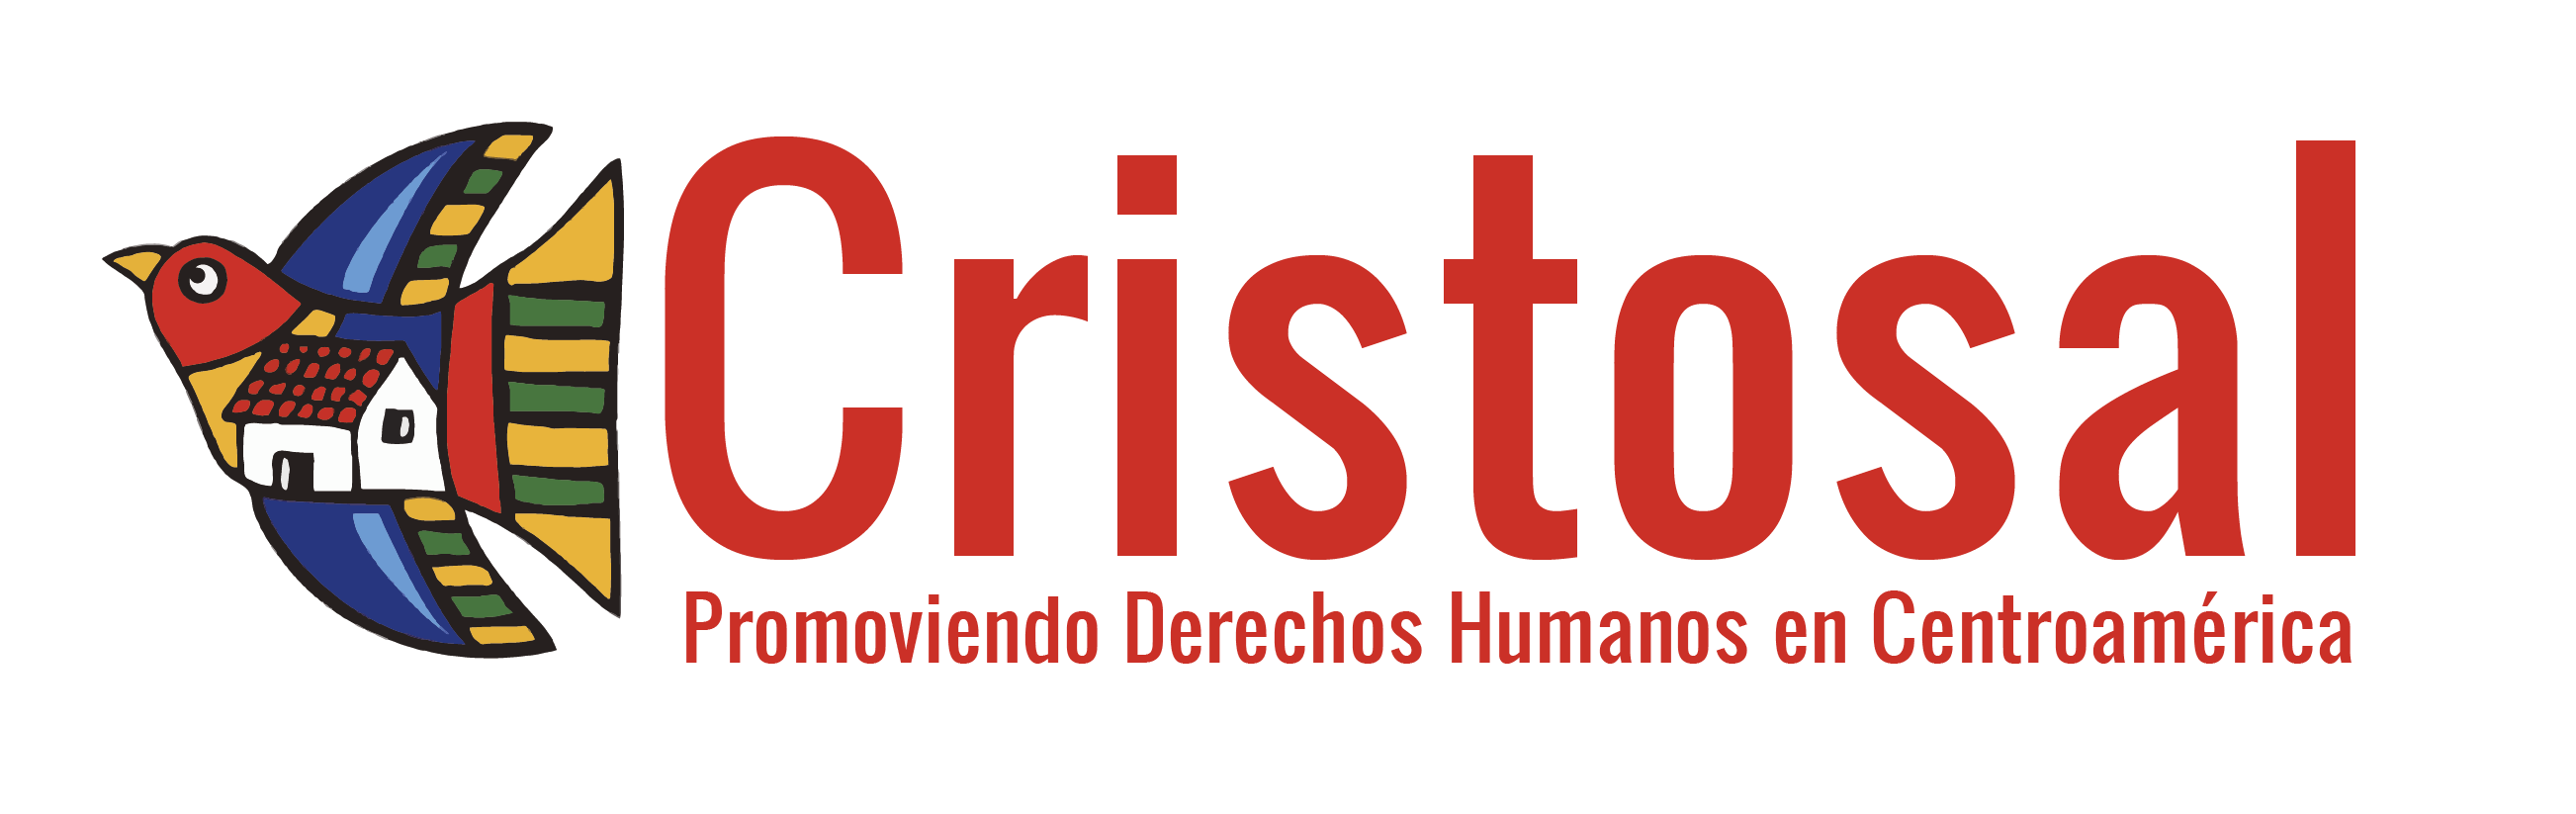 Cristosal
Promoviendo Derechos Humanos en Centroamérica